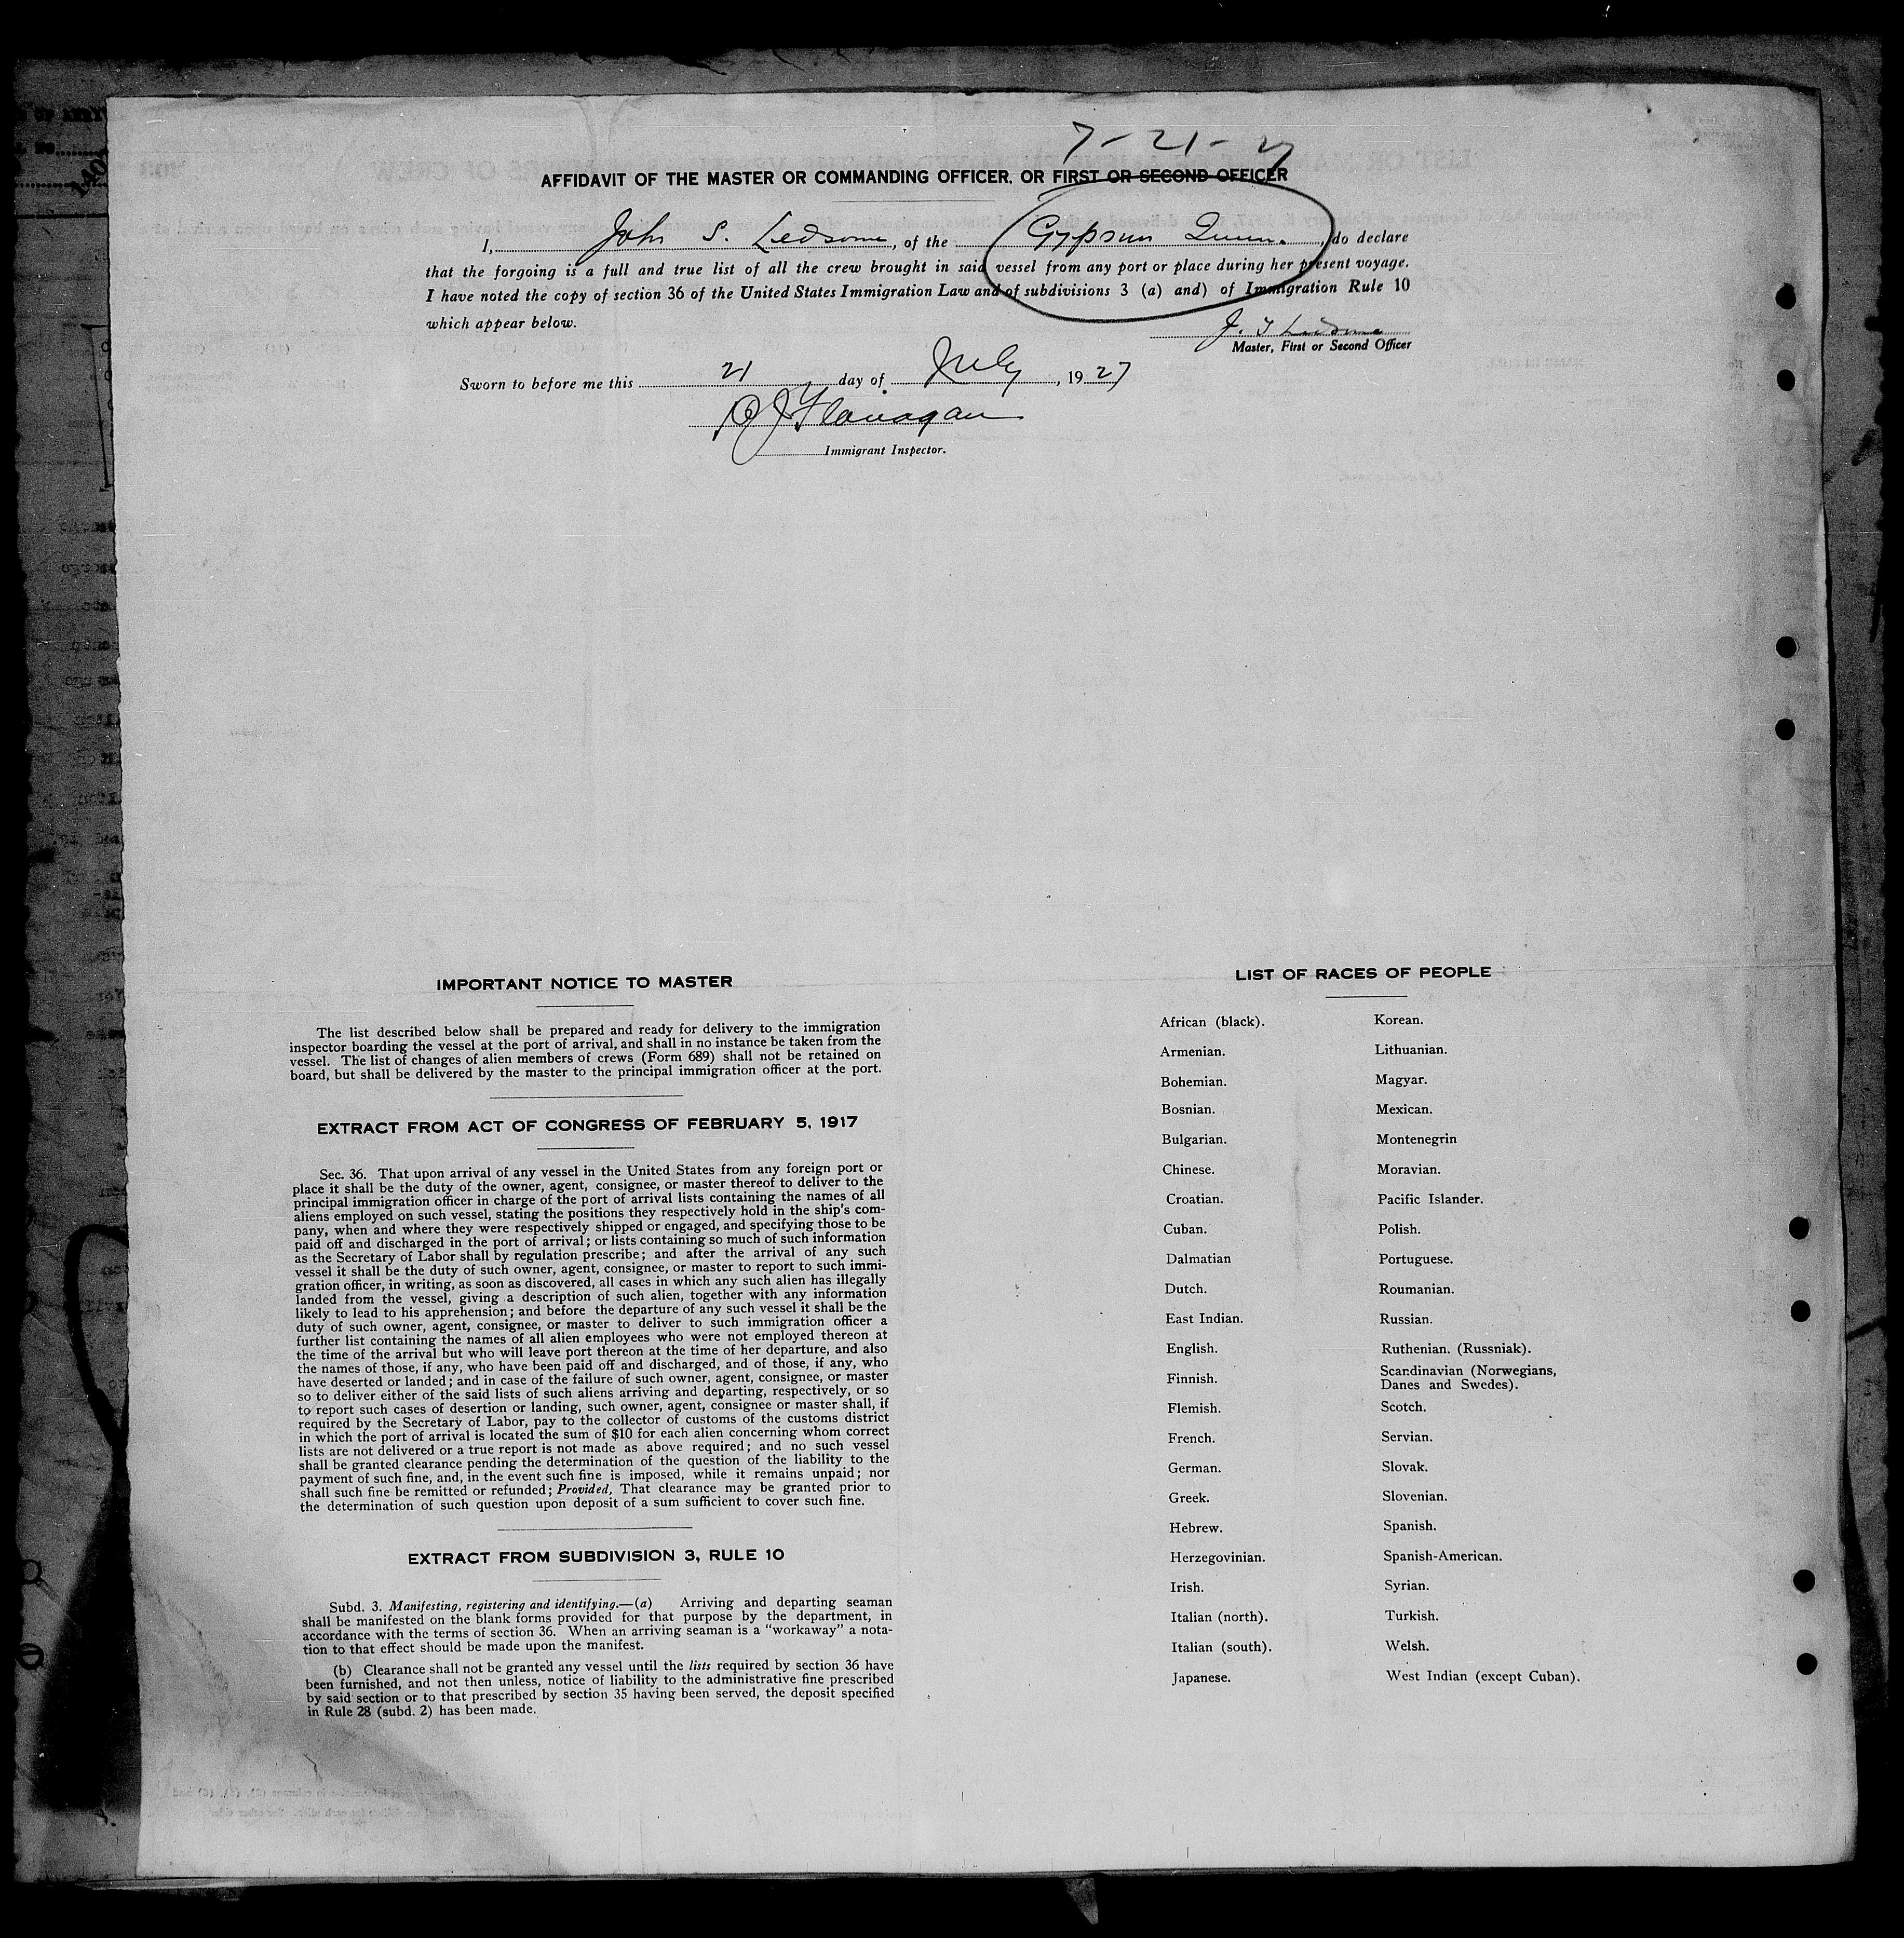 7-21-27
AFFIDAVIT OF THE MASTER OR COMMANDING OFFICER, OR FIRST OR SECOND OFFICER
I, John S. Ledsome, of the Gypsum Queen., do declare
that the forgoing is a full and true list of all the crew brought in said vessel from any port or place during her present voyage.
I have noted the copy of section 36 of the United States Immigration Law and of subdivisions 3 (a) and) of Immigration Rule 10
which appear below.
Master, First or Second Officer
Sworn to before me this 21 day of July, 1927
Flanagan
Immigrant Inspector.
IMPORTANT NOTICE TO MASTER
The list described below shall be prepared and ready for delivery to the immigration
inspector boarding the vessel at the port of arrival, and shall in no instance be taken from the
vessel. The list of changes of alien members of crews (Form 689) shall not be retained on
board, but shall be delivered by the master to the principal immigration officer at the port.
EXTRACT FROM ACT OF CONGRESS OF FEBRUARY 5, 1917
Sec. 36. That upon arrival of any vessel in the United States from any foreign port or
place it shall be the duty of the owner, agent, consignee, or master thereof to deliver to the
principal immigration officer in charge of the port of arrival lists containing the names of all
aliens employed on such vessel, stating the positions they respectively hold in the ship's com-
pany, when and where they were respectively shipped or engaged, and specifying those to be
paid off and discharged in the port of arrival; or lists containing so much of such information
as the Secretary of Labor shall by regulation prescribe; and after the arrival of any such
vessel it shall be the duty of such owner, agent, consignee, or master to report to such immi-
gration officer, in writing, as soon as discovered, all cases in which any such alien has illegally
landed from the vessel, giving a description of such alien, together with any information
likely to lead to his apprehension; and before the departure of any such vessel it shall be the
duty of such owner, agent, consignee, or master to deliver to such immigration officer a
further list containing the names of all alien employees who were not employed thereon at
the time of the arrival but who will leave port thereon at the time of her departure, and also
the names of those, if any, who have been paid off and discharged, and of those, if any, who
have deserted or landed; and in case of the failure of such owner, agent, consignee, or master
so to deliver either of the said lists of such aliens arriving and departing, respectively, or so
to report such cases of desertion or landing, such owner, agent, consignee or master shall, if
required by the Secretary of Labor, pay to the collector of customs of the customs district
in which the port of arrival is located the sum of $10 for each alien concerning whom correct
lists are not delivered or a true report is not made as above required; and no such vessel
shall be granted clearance pending the determination of the question of the liability to the
payment of such fine, and, in the event such fine is imposed, while it remains unpaid; nor
shall such fine be remitted or refunded; Provided, That clearance may be granted prior to
the determination of such question upon deposit of a sum sufficient to cover such fine.
EXTRACT FROM SUBDIVISION 3, RULE 10
Subd. 3. Manifesting, registering and identifying.—(a) Arriving and departing seaman
shall be manifested on the blank forms provided for that purpose by the department, in
accordance with the terms of section 36. When an arriving seaman is a "workaway" a nota-
tion to that effect should be made upon the manifest.
(b) Clearance shall not be granted any vessel until the lists required by section 36 have
been furnished, and not then unless, notice of liability to the administrative fine prescribed
by said section or to that prescribed by section 35 having been served, the deposit specified
in Rule 28 (subd. 2) has been made.
LIST OF RACES OF PEOPLE
African (black).
Armenian.
Bohemian.
Bosnian.
Bulgarian.
Chinese.
Croatian.
Cuban.
Dalmatian
Dutch.
East Indian.
English.
Finnish.
Flemish.
French.
German.
Greek.
Hebrew.
Herzegovinian.
Irish.
Italian (north).
Italian (south).
Japanese.
Korean.
Lithuanian.
Magyar.
Mexican.
Montenegrin
Moravian.
Pacific Islander.
Polish.
Portuguese.
Roumanian.
Russian.
Ruthenian. (Russniak).
Scandinavian (Norwegians,
Danes and Swedes).
Scotch.
Servian.
Slovak.
Slovenian.
Spanish.
Spanish-American.
Syrian.
Turkish.
Welsh.
West Indian (except Cuban).